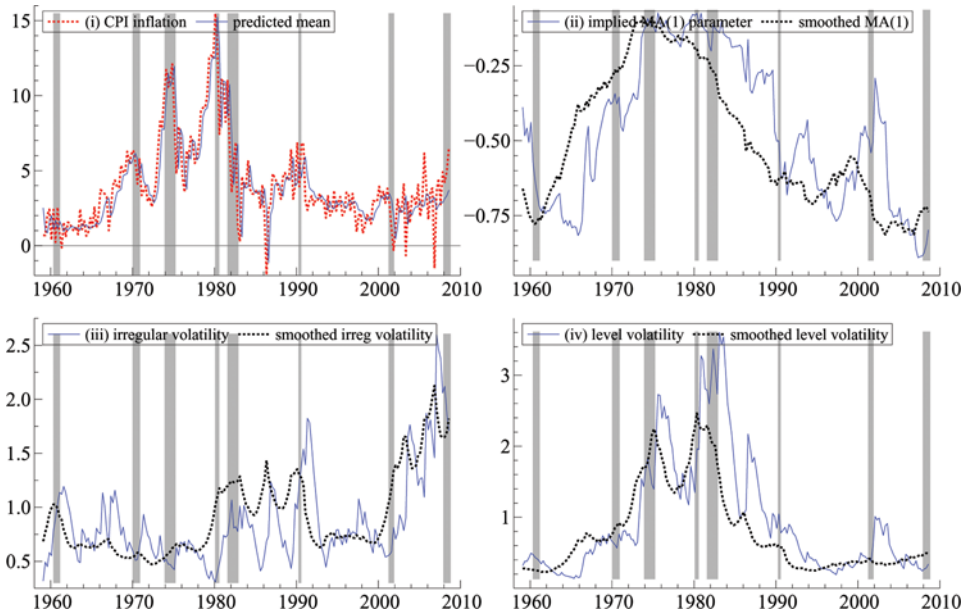 (i) CPI inflation predicted mean
15
10
5
0
1960 1970 1980 1990 2000 2010
(ii) implied MA(1) parameter smoothed MA(1)
−0.25
−0.50
−0.75
1960 1970 1980 1990 2000 2010
(iii) irregular volatility smoothed irreg volatility
2.5
2.0
1.5
1.0
0.5
1960 1970 1980 1990 2000 2010
(iv) level volatility smoothed level volatility
3
2
1
1960 1970 1980 1990 2000 2010